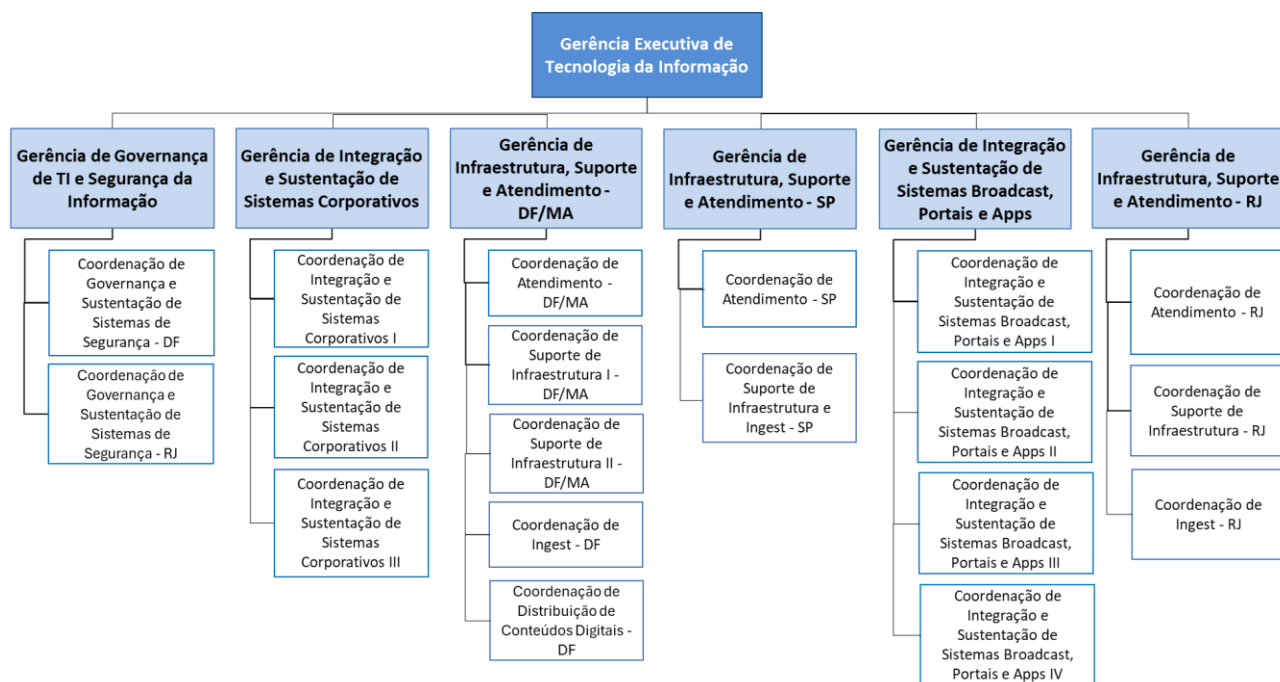 Gerência Executiva de
Tecnologia da Informação
Gerência de Governança
de TI e Segurança da
Informação
Gerência de Integração
e Sustentação de
Sistemas Corporativos
Gerência de
Infraestrutura, Suporte
e Atendimento -
DF/MA
Gerência de
Infraestrutura, Suporte
e Atendimento - SP
Gerência de Integração
e Sustentação de
Sistemas Broadcast,
Portais e Apps
Gerência de
Infraestrutura, Suporte
e Atendimento - RJ
Coordenação de
Governança e
Sustentação de
Sistemas de
Segurança - DF
Coordenação de
Governança e
Sustentação de
Sistemas de
Segurança - RJ
Coordenação de
Integração e
Sustentação de
Sistemas
Corporativos I
Coordenação de
Integração e
Sustentação de
Sistemas
Corporativos II
Coordenação de
Integração e
Sustentação de
Sistemas
Corporativos III
Coordenação de
Atendimento -
DF/MA
Coordenação de
Suporte de
Infraestrutura I -
DF/MA
Coordenação de
Suporte de
Infraestrutura II -
DF/MA
Coordenação de
Ingest - DF
Coordenação de
Distribuição de
Conteúdos Digitais -
DF
Coordenação de
Atendimento - SP
Coordenação de
Suporte de
Infraestrutura e
Ingest - SP
Coordenação de
Integração e
Sustentação de
Sistemas Broadcast,
Portais e Apps I
Coordenação de
Integração e
Sustentação de
Sistemas Broadcast,
Portais e Apps II
Coordenação de
Integração e
Sustentação de
Sistemas Broadcast,
Portais e Apps III
Coordenação de
Integração e
Sustentação de
Sistemas Broadcast,
Portais e Apps IV
Coordenação de
Atendimento - RJ
Coordenação de
Suporte de
Infraestrutura - RJ
Coordenação de
Ingest - RJ